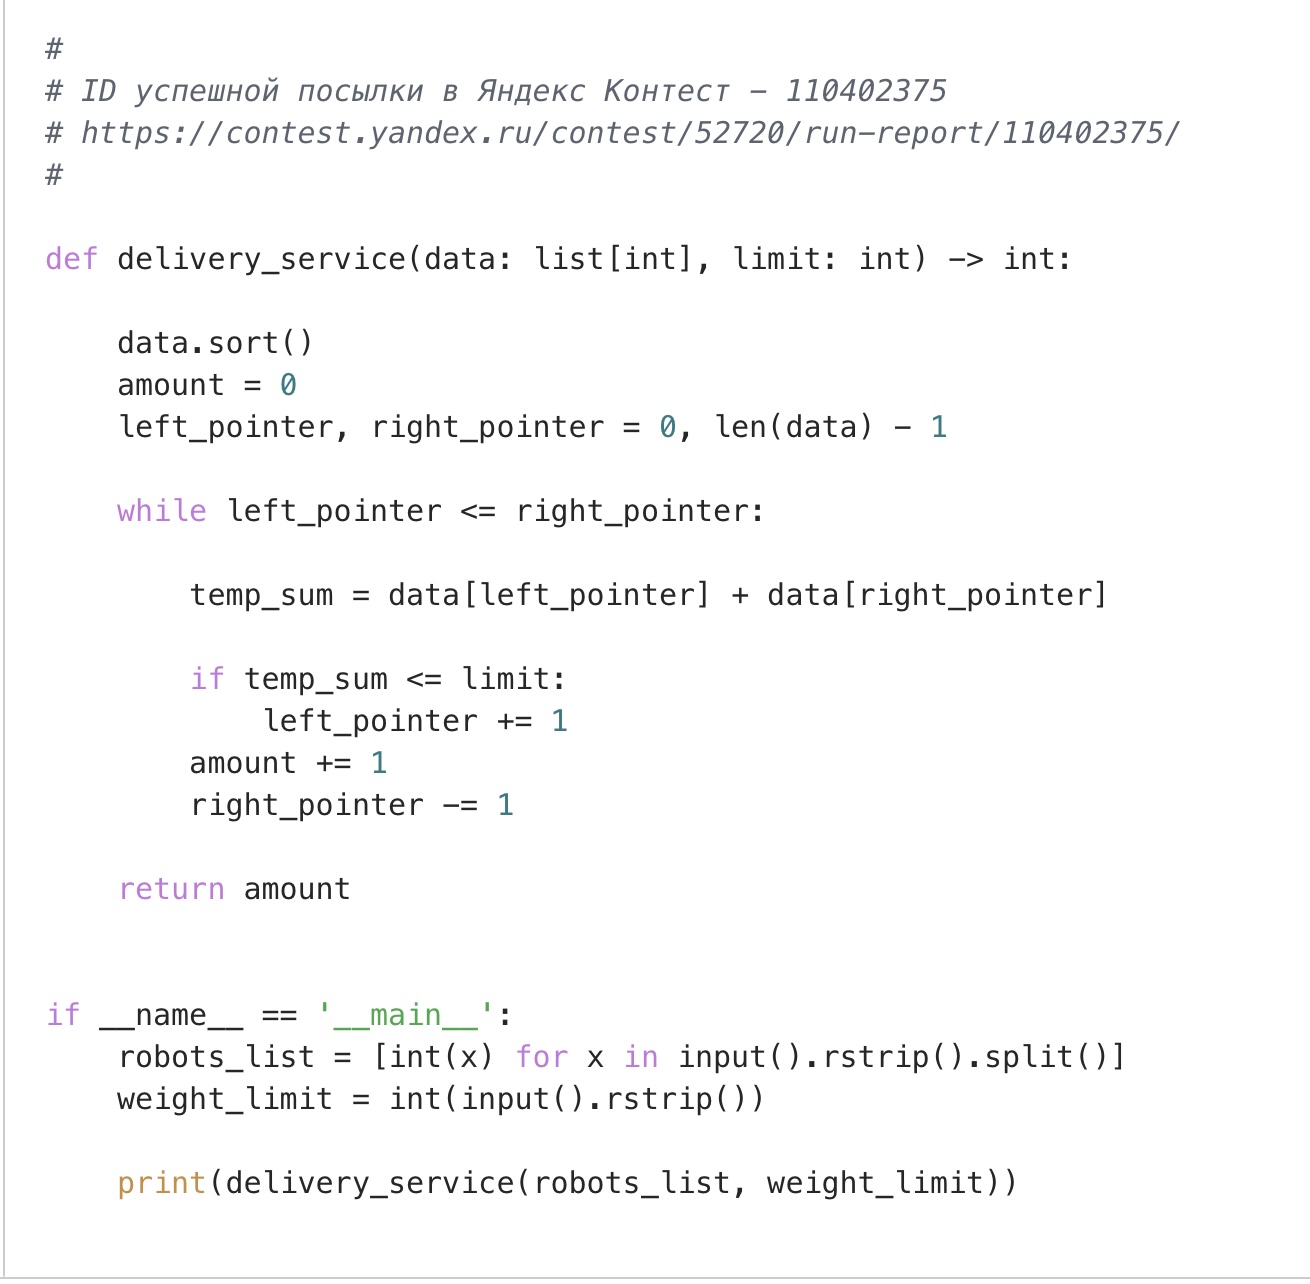 #
# ID успешной посылки в Яндекс Контест - 110402375
# https://contest.yandex.ru/contest/52720/run-report/110402375/
#
def delivery_service(data: list[int], limit: int) -> int:
    data.sort()
    amount = 0
    left_pointer, right_pointer = 0, len(data) - 1
    while left_pointer <= right_pointer:
        temp_sum = data[left_pointer] + data[right_pointer]
        if temp_sum <= limit:
            left_pointer += 1
        amount += 1
        right_pointer -= 1
    return amount
if __name__ == '__main__':
    robots_list = [int(x) for x in input().rstrip().split()]
    weight_limit = int(input().rstrip())
    print(delivery_service(robots_list, weight_limit))